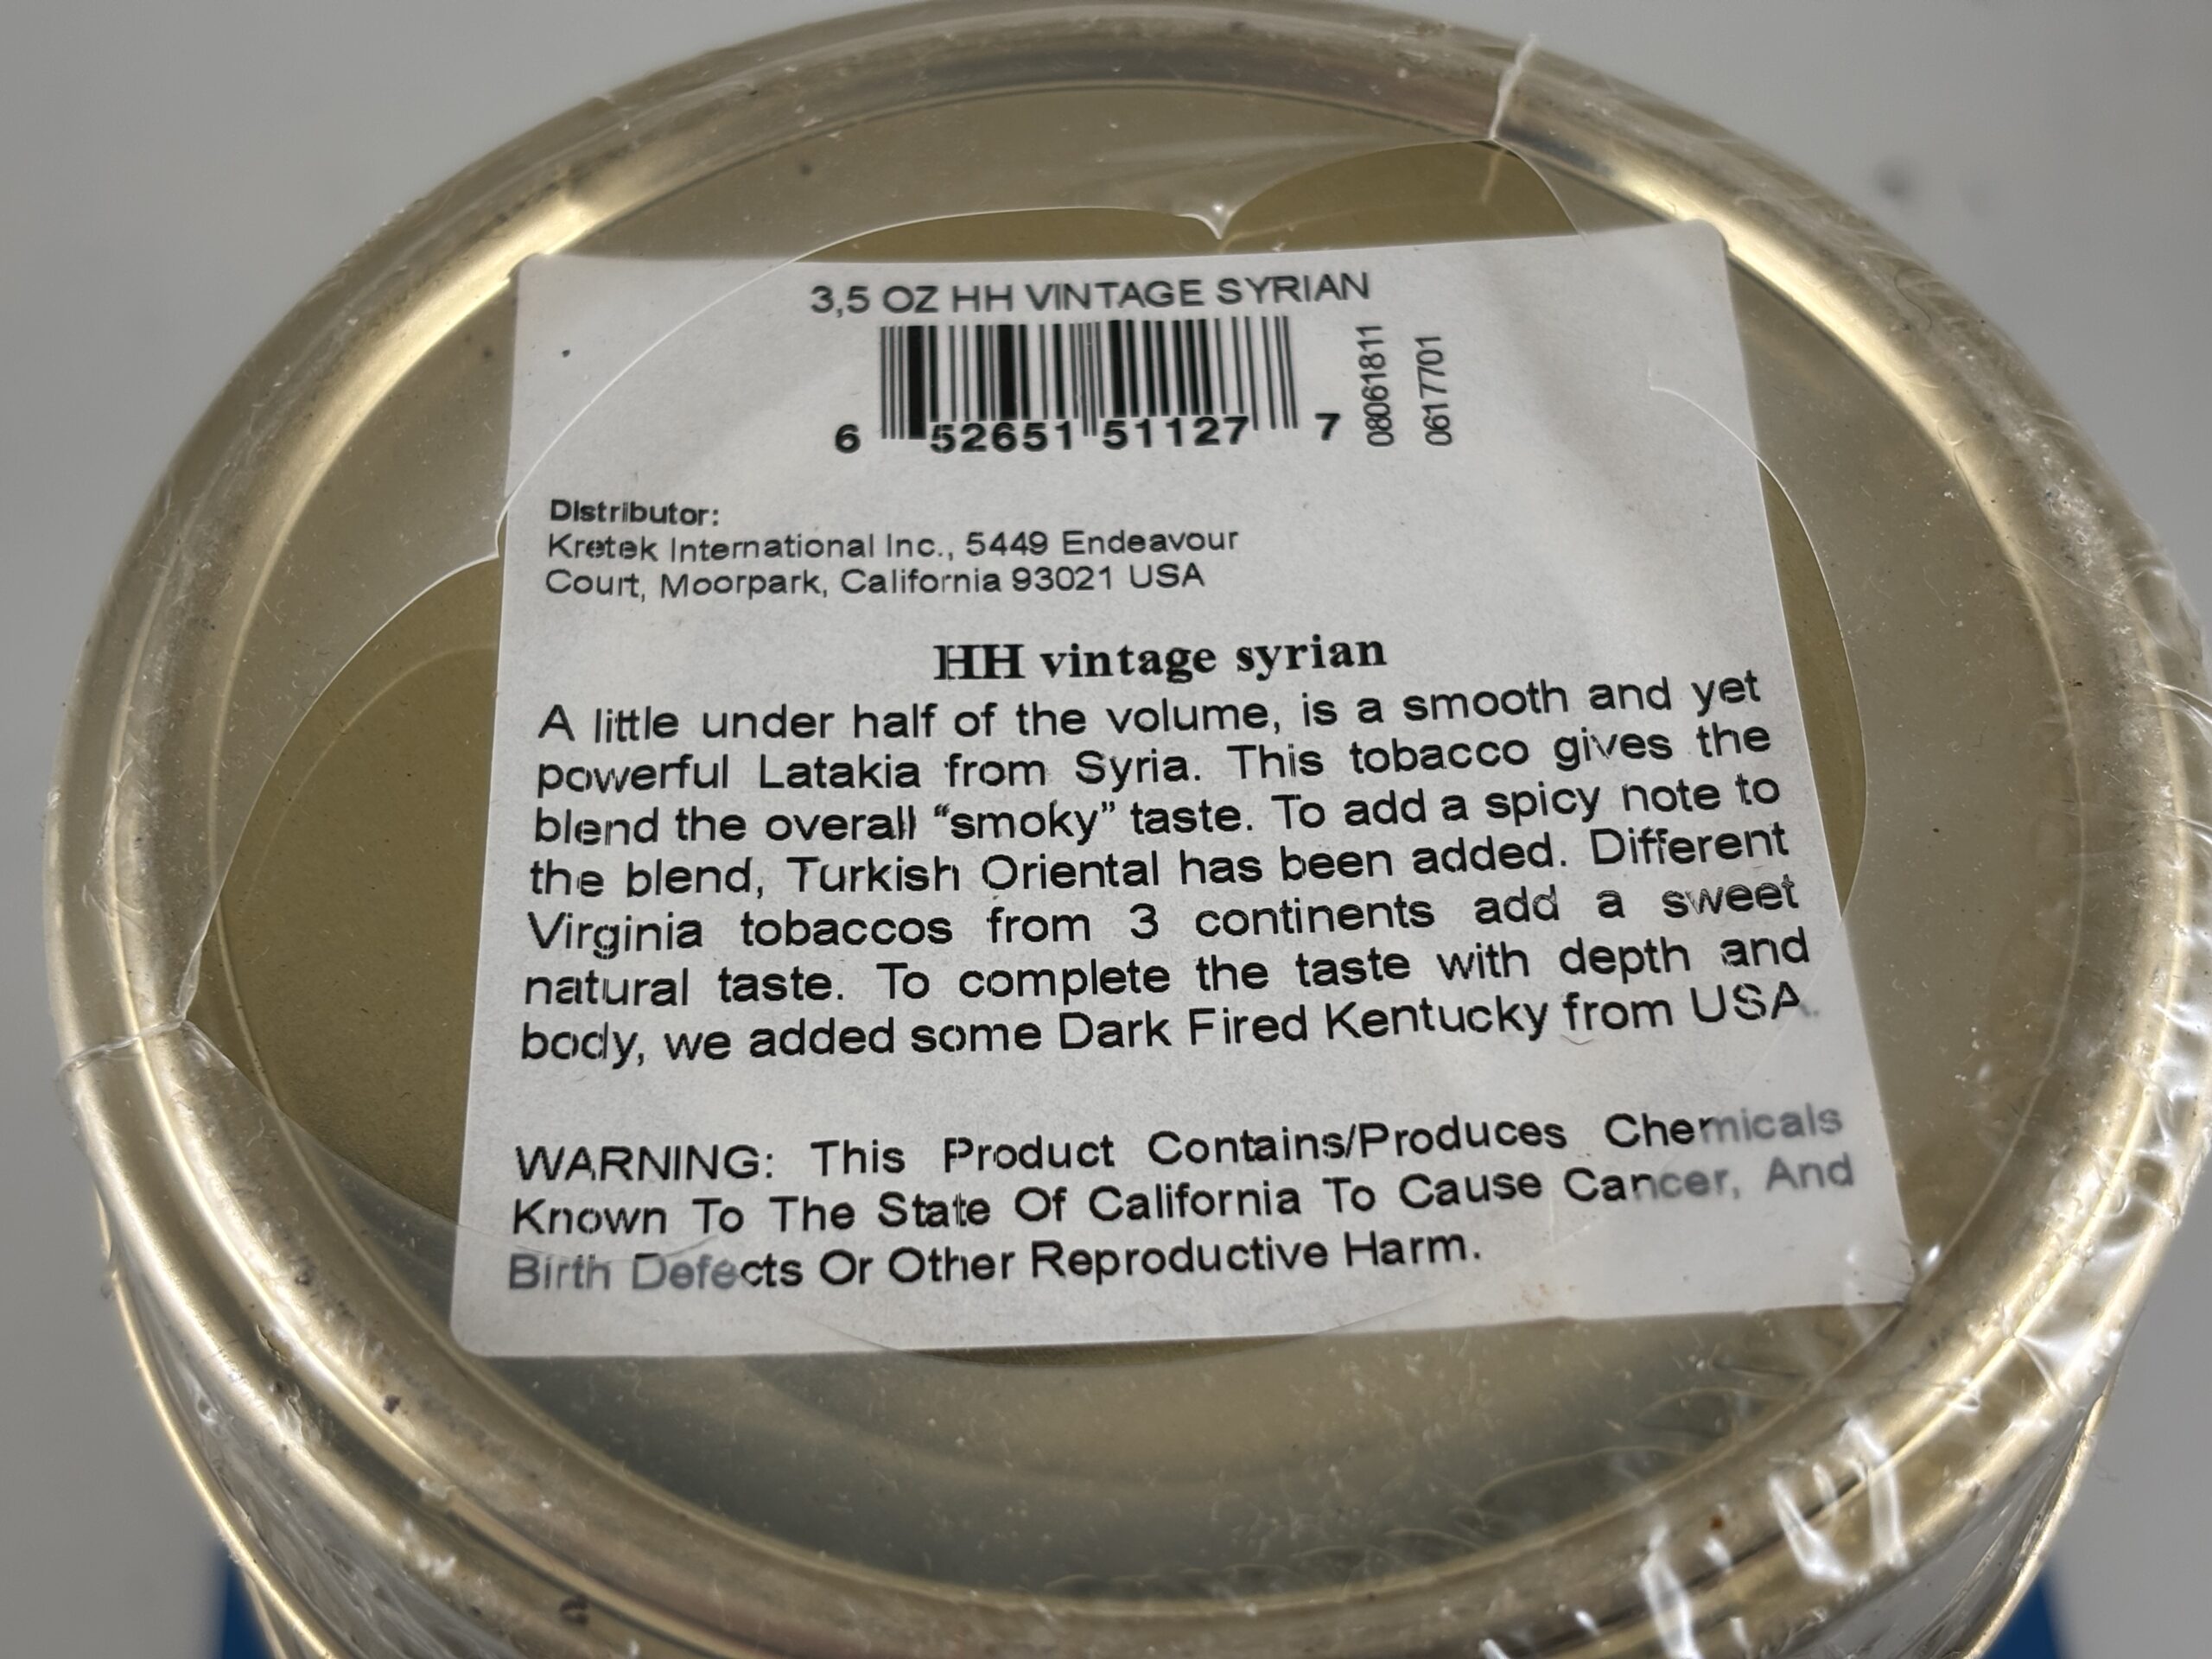 3,5 OZ HH VINTAGE SYRIAN
6 52651 51127 7
08061811
0617701
Distributor:
Kretek International Inc., 5449 Endeavour
Court, Moorpark, California 93021 USA
HH vintage syrian
A little under half of the volume, is a smooth and yet
powerful Latakia from Syria. This tobacco gives the
blend the overall “smoky” taste. To add a spicy note to
the blend, Turkish Oriental has been added. Different
Virginia tobaccos from 3 continents add a sweet
natural taste. To complete the taste with depth and
body, we added some Dark Fired Kentucky from USA.
WARNING: This Product Contains/Produces Chemicals
Known To The State Of California To Cause Cancer, And
Birth Defects Or Other Reproductive Harm.